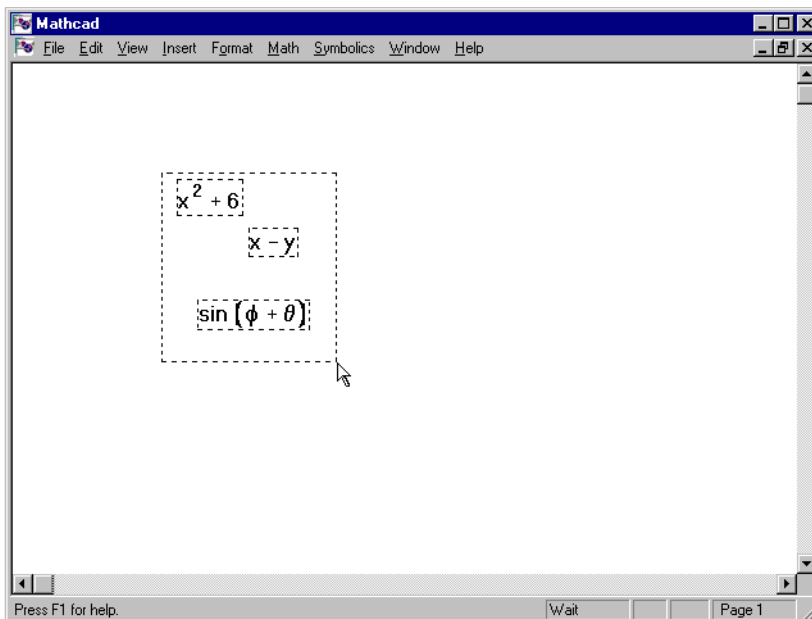 Mathcad
File Edit View Insert Format Math Symbolics Window Help
x² + 6
x - y
sin (ϕ + θ)
Press F1 for help. Wait Page 1